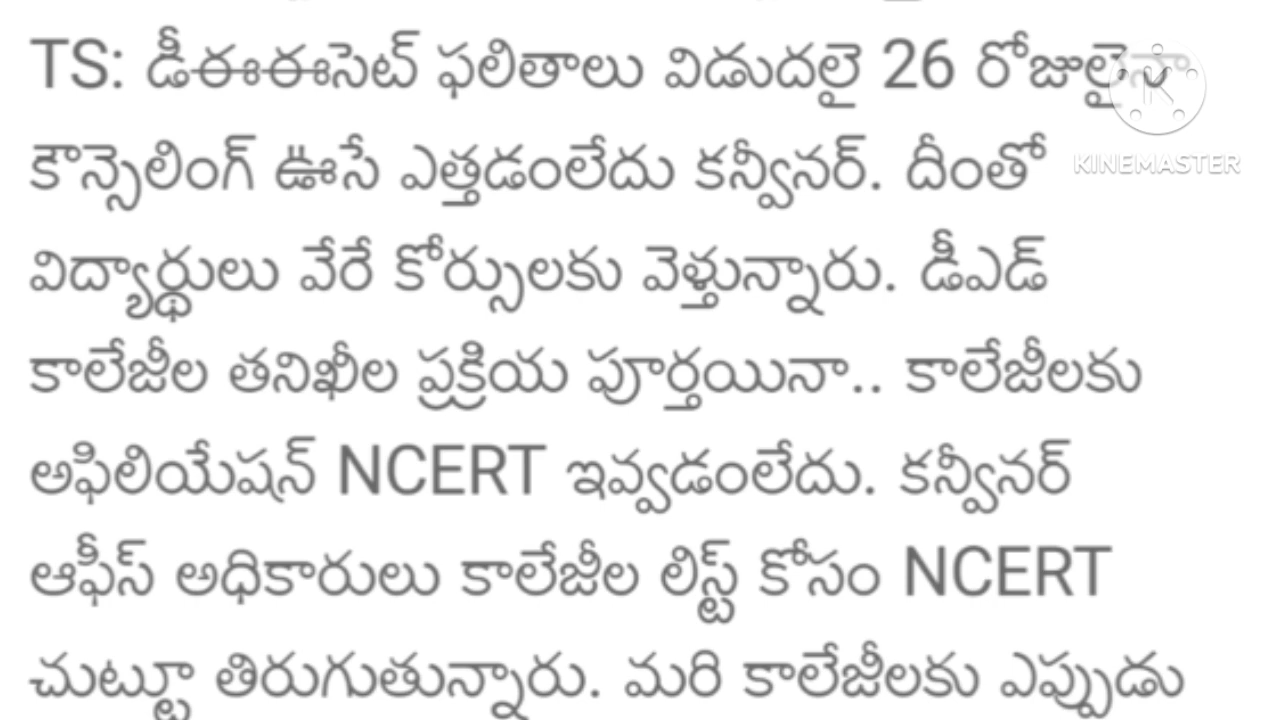 TS: డీఈఈసెట్ ఫలితాలు విడుదలై 26 రోజులైనా
కౌన్సెలింగ్ ఊసే ఎత్తడంలేదు కన్వీనర్. దీంతో
KINEMASTER
విద్యార్థులు వేరే కోర్సులకు వెళ్తున్నారు. డీఎడ్
కాలేజీల తనిఖీల ప్రక్రియ పూర్తయినా.. కాలేజీలకు
అఫిలియేషన్ NCERT ఇవ్వడంలేదు. కన్వీనర్
ఆఫీస్ అధికారులు కాలేజీల లిస్ట్ కోసం NCERT
చుట్టూ తిరుగుతున్నారు. మరి కాలేజీలకు ఎప్పుడు